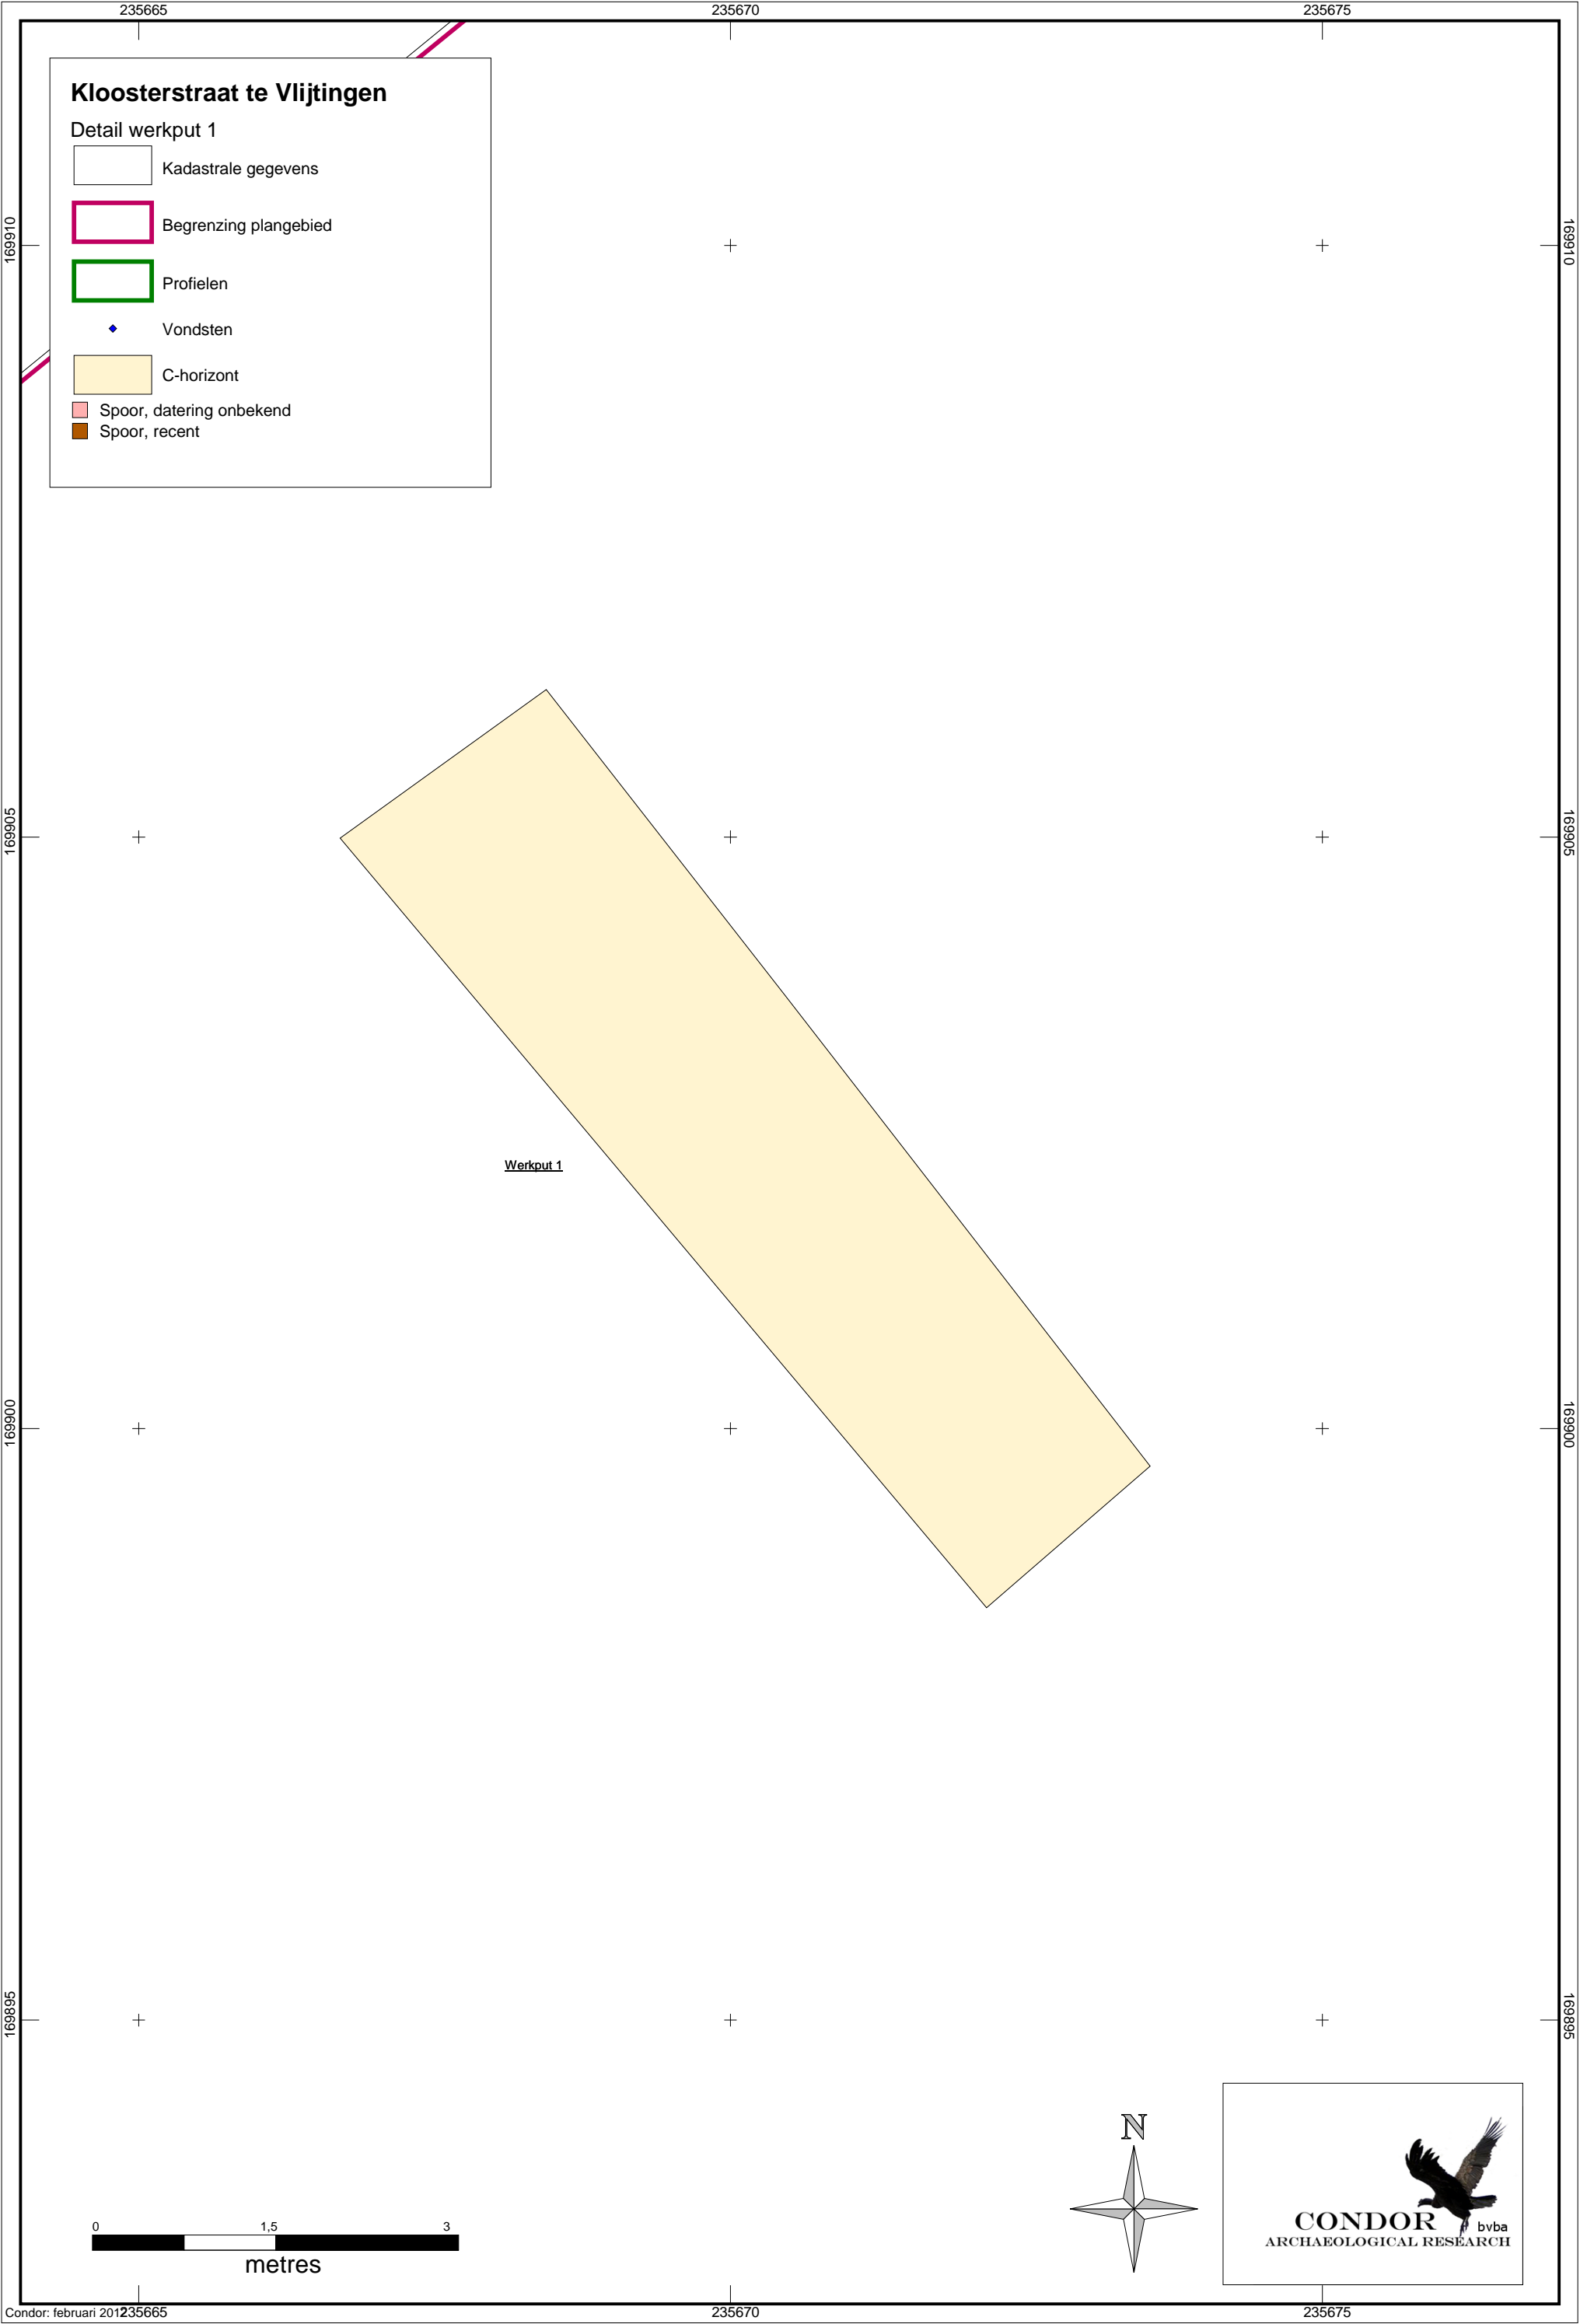 235665 235670 235675
Kloosterstraat te Vlijtingen
Detail werkput 1
Kadastrale gegevens
Begrenzing plangebied
Profielen
Vondsten
C-horizont
Spoor, datering onbekend
Spoor, recent
169910 169910
169905 169905
Werkput 1
169900 169900
169895 169895
N
0 1,5 3
metres
CONDOR bvba
ARCHAEOLOGICAL RESEARCH
Condor: februari
235665 235670 235675